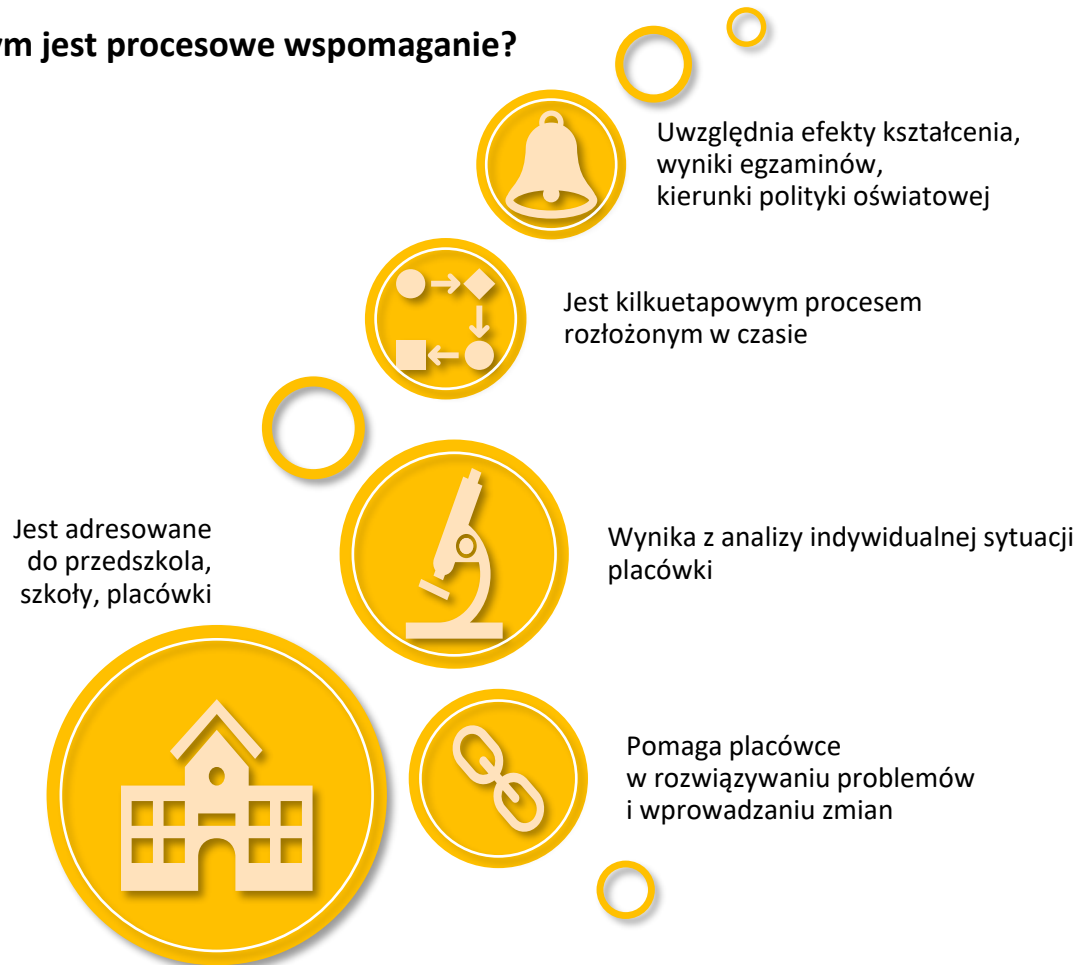 ym jest procesowe wspomaganie?
Uwzględnia efekty kształcenia,
wyniki egzaminów,
kierunki polityki oświatowej
Jest kilkuetapowym procesem
rozłożonym w czasie
Jest adresowane
do przedszkola,
szkoły, placówki
Wynika z analizy indywidualnej sytuacji
placówki
Pomaga placówce
w rozwiązywaniu problemów
i wprowadzaniu zmian